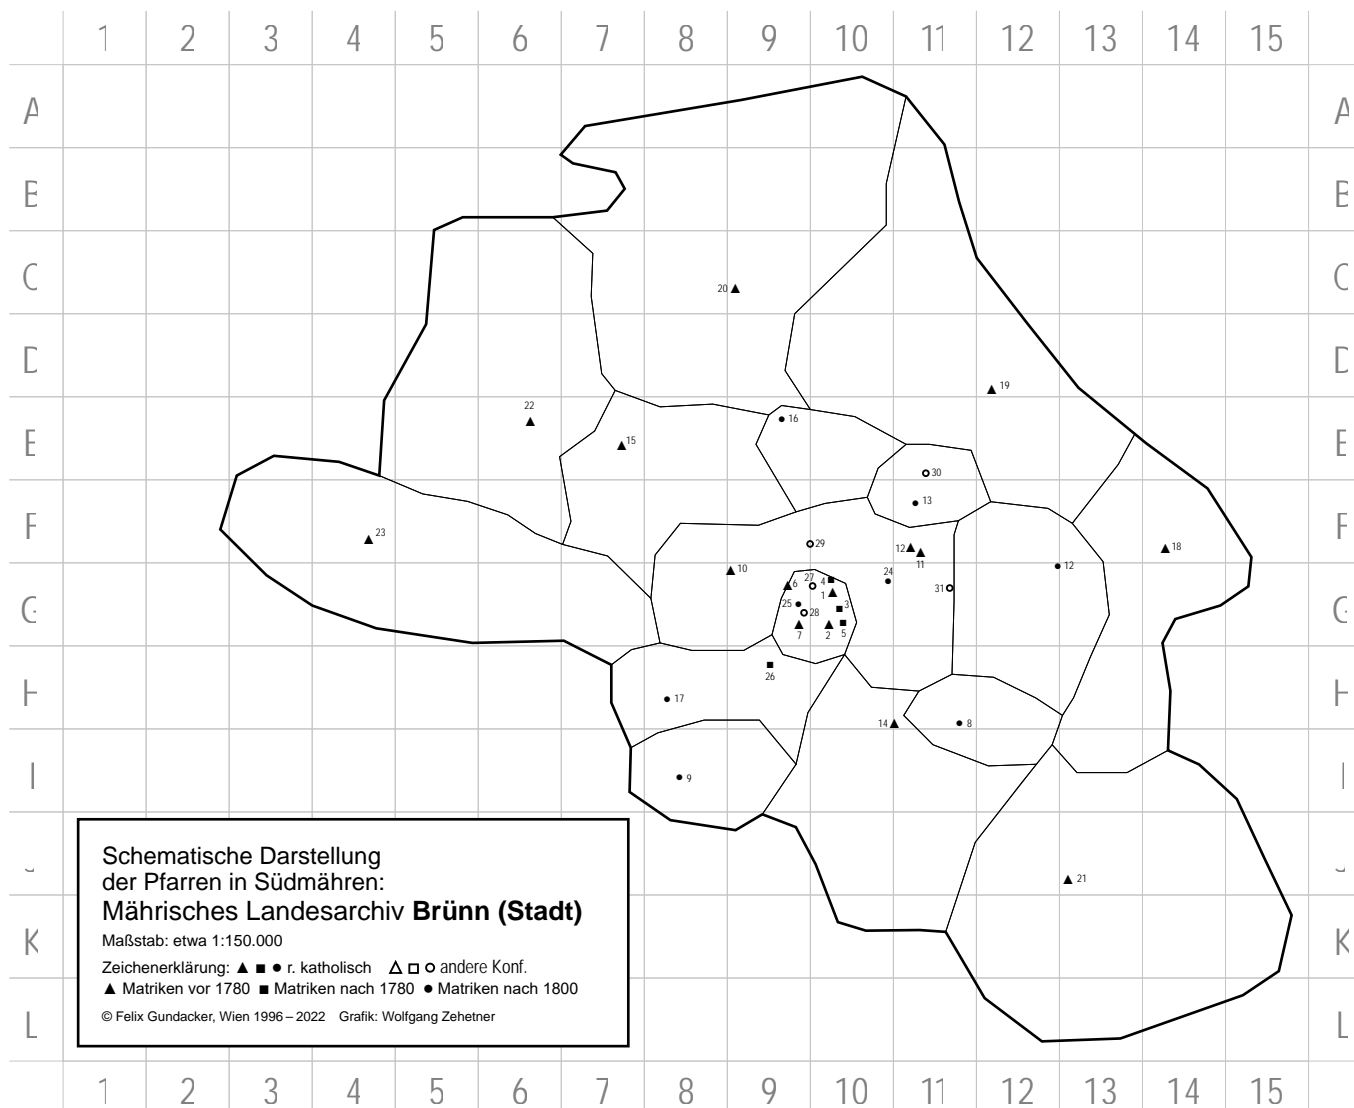 1 2 3 4 5 6 7 8 9 10 11 12 13 14 15
A A
B B
C C
20
D D
19
22
16
E E
15
30
13
F F
23
29
12
11
18
10
24
12
27
4
6
1
31
G G
25
28
3
7
2
5
26
H H
17
14
8
I I
9
Schematische Darstellung
der Pfarren in Südmähren:
J J
21
Mährisches Landesarchiv Brünn (Stadt)
K K
Maßstab: etwa 1:150.000
Zeichenerklärung: ▲ ■ ● r. katholisch △ □ ○ andere Konf.
▲ Matriken vor 1780 ■ Matriken nach 1780 ● Matriken nach 1800
© Felix Gundacker, Wien 1996 – 2022 Grafik: Wolfgang Zehetner
L L
1 2 3 4 5 6 7 8 9 10 11 12 13 14 15